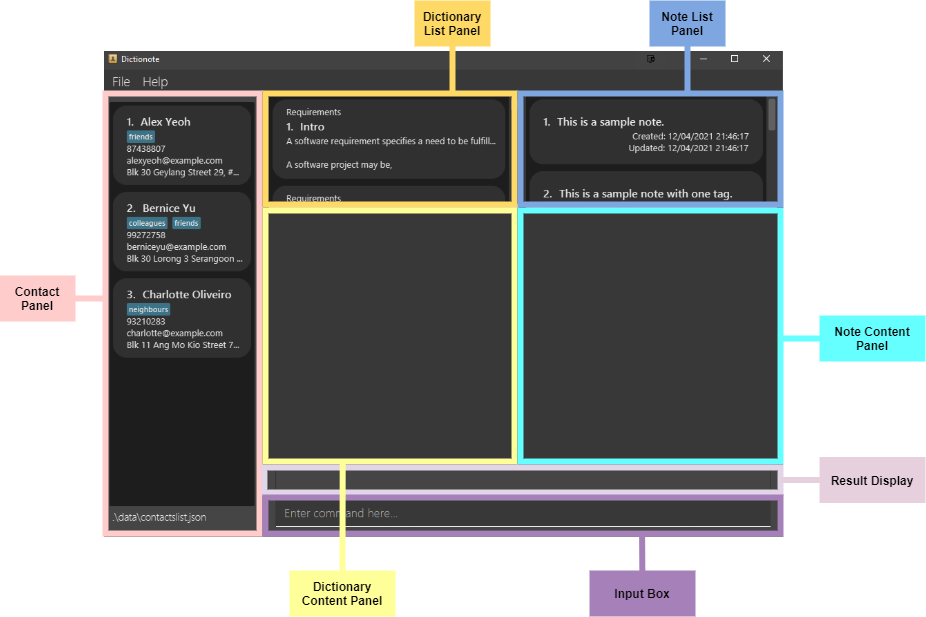 Dictionary
List Panel
Note List
Panel
Dictionote
File Help
1. Alex Yeoh
friends
87438807
alexyeoh@example.com
Blk 30 Geylang Street 29, #...
2. Bernice Yu
colleagues friends
99272758
berniceyu@example.com
Blk 30 Lorong 3 Serangoon ...
3. Charlotte Oliveiro
neighbours
93210283
charlotte@example.com
Blk 11 Ang Mo Kio Street 7...
.\data\contactslist.json
Requirements
1. Intro
A software requirement specifies a need to be fulfill...
A software project may be,
Requirements
1. This is a sample note.
Created: 12/04/2021 21:46:17
Updated: 12/04/2021 21:46:17
2. This is a sample note with one tag.
Contact
Panel
Note Content
Panel
Result Display
Enter command here...
Dictionary
Content Panel
Input Box